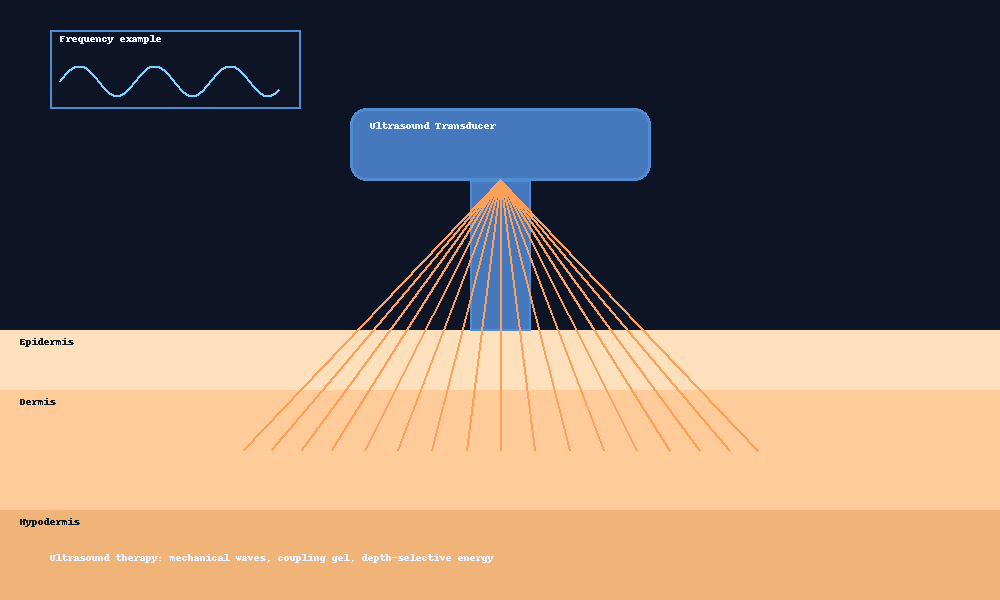 Frequency example
Ultrasound Transducer
Epidermis
Dermis
Hypodermis
Ultrasound therapy: mechanical waves, coupling gel, depth-selective energy